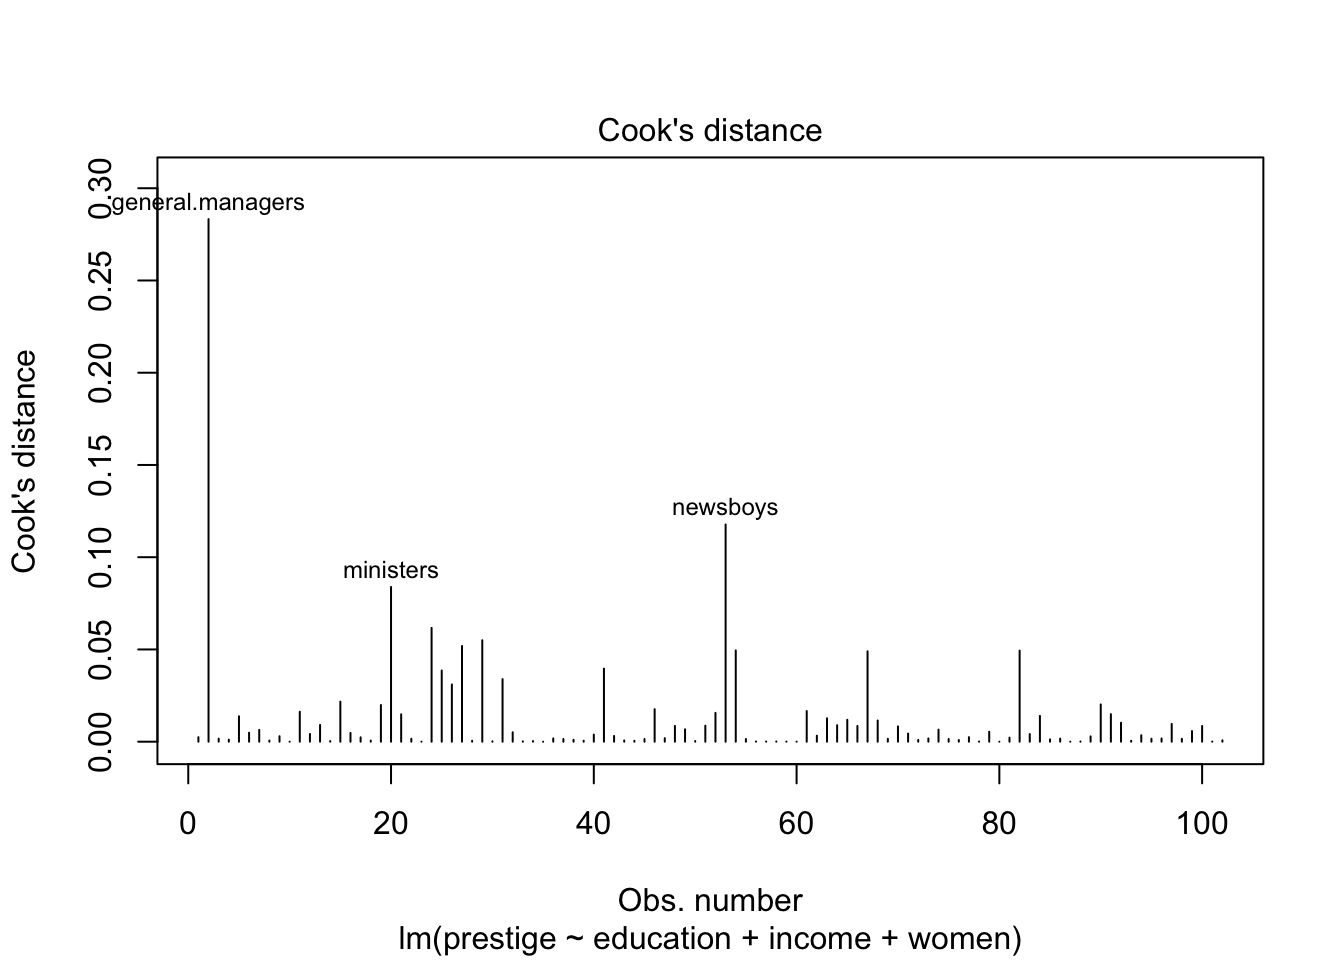 Cook's distance
Cook's distance
0.30
0.25
0.20
0.15
0.10
0.05
0.00
general.managers
newsboys
ministers
0 20 40 60 80 100
Obs. number
lm(prestige ~ education + income + women)